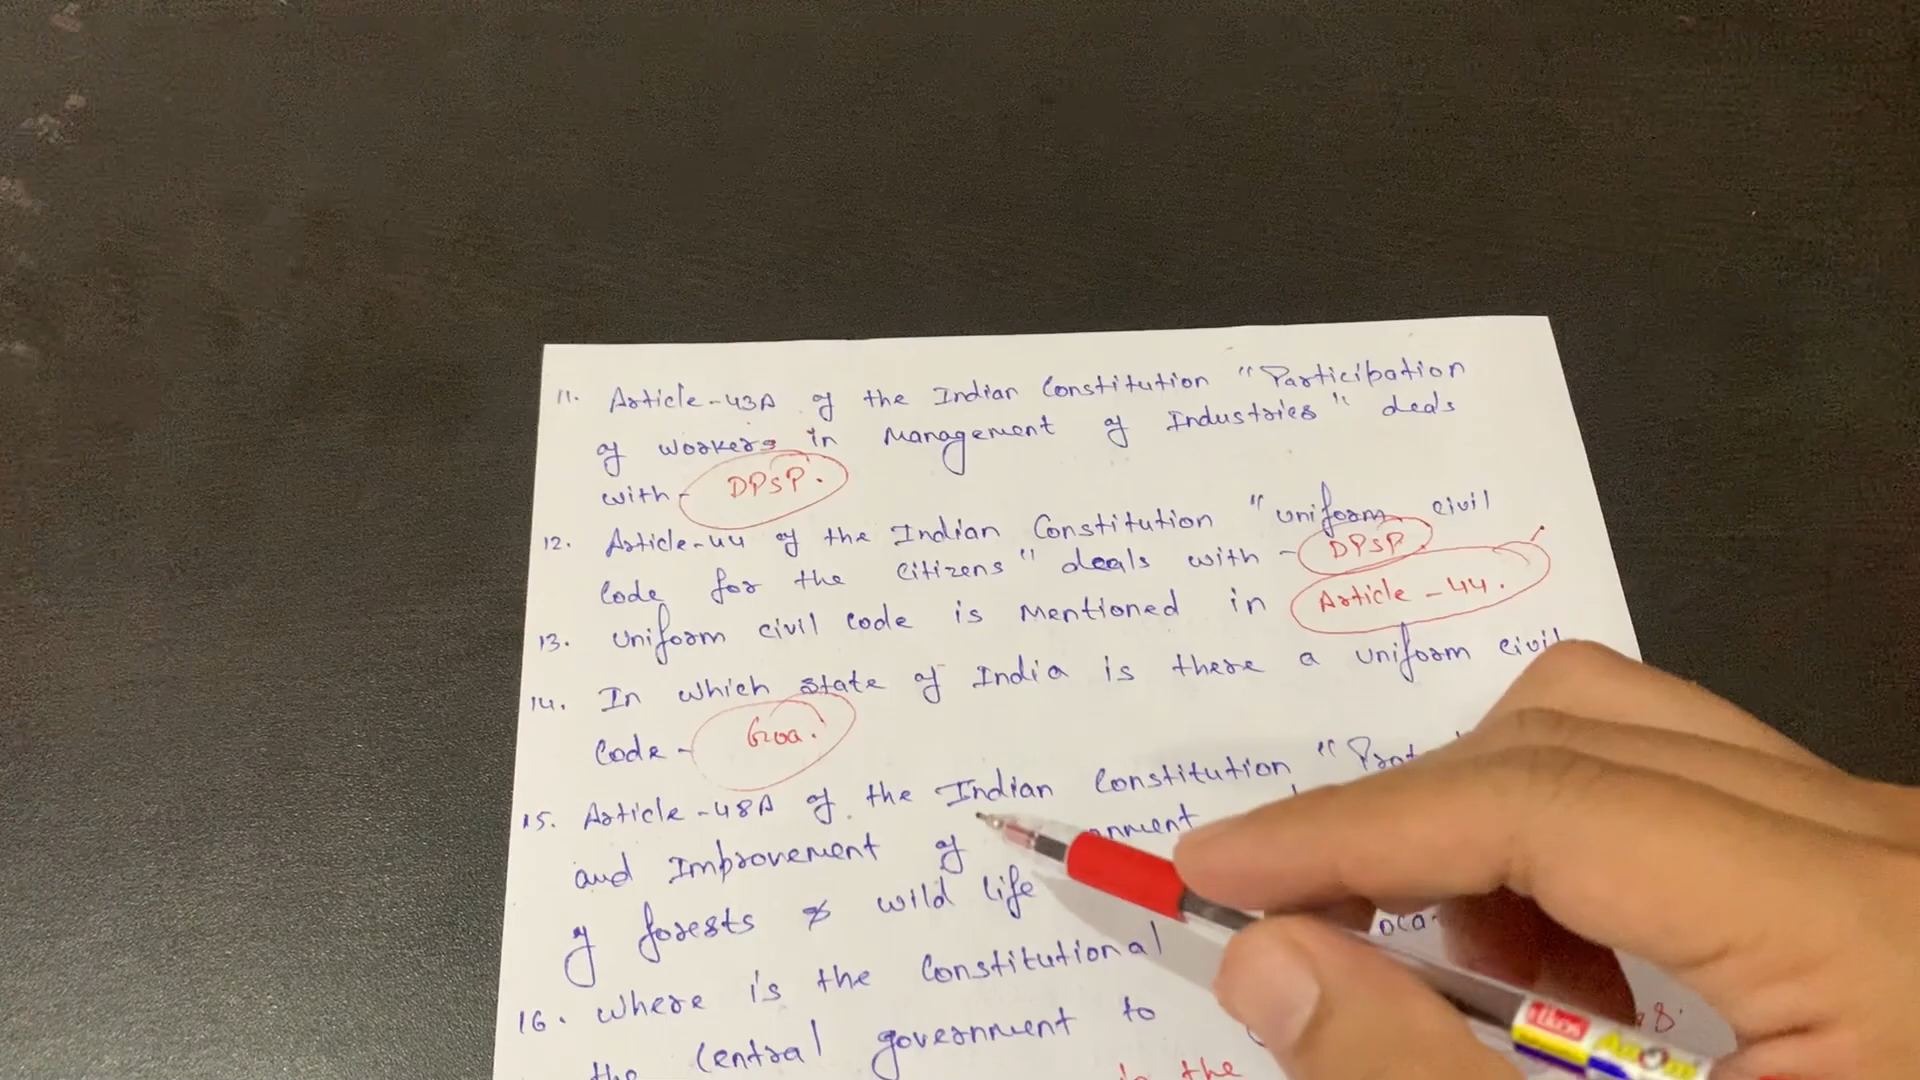 11. Article-43A of the Indian Constitution "Participation
of workers in Management of Industries" deals
with - DPSP.
12. Article-44 of the Indian Constitution "uniform civil
Code for the Citizens" deals with - DPSP.
13. Uniform civil code is mentioned in Article - 44.
14. In which state of India is there a uniform civil
Code - Goa.
15. Article-48A of the Indian Constitution
and Improvement of
of forests & wild life
16. Where is the Constitutional
the Central government to
in the